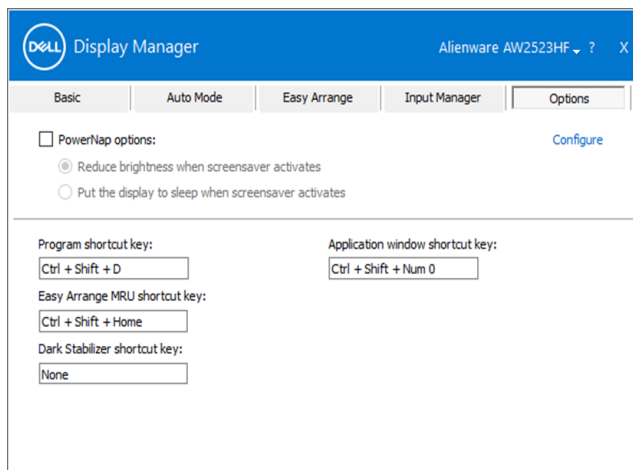 DELL Display Manager Alienware AW2523HF ? X
Basic Auto Mode Easy Arrange Input Manager Options
PowerNap options: Configure
Reduce brightness when screensaver activates
Put the display to sleep when screensaver activates
Program shortcut key: Application window shortcut key:
Ctrl + Shift + D Ctrl + Shift + Num 0
Easy Arrange MRU shortcut key:
Ctrl + Shift + Home
Dark Stabilizer shortcut key:
None